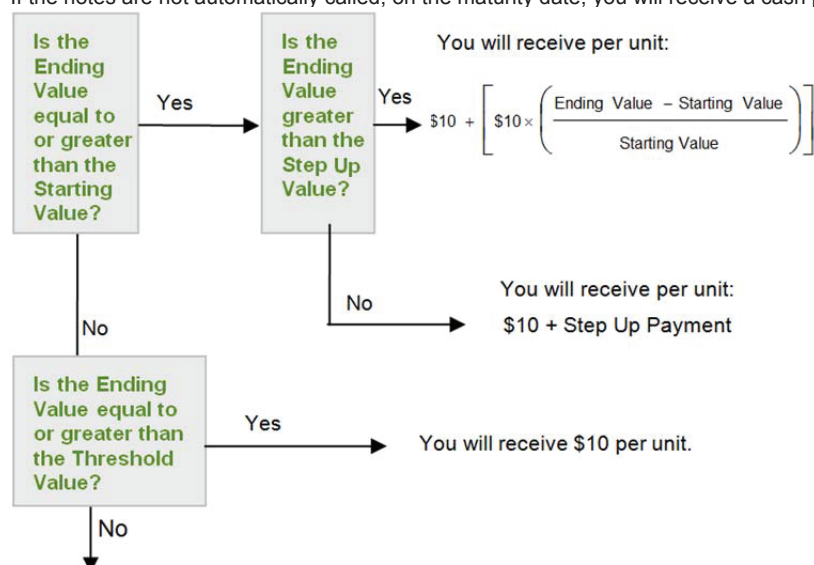 If the notes are not automatically called, on the maturity date, you will receive a cash
Is the
Ending
Value
equal to
or greater
than the
Starting
Value?
Yes
Is the
Ending
Value
greater
than the
Step Up
Value?
Yes
You will receive per unit:
$10 + [ $10 × ( Ending Value – Starting Value
Starting Value ) ]
No
You will receive per unit:
$10 + Step Up Payment
No
Is the Ending
Value equal to
or greater than
the Threshold
Value?
Yes
You will receive $10 per unit.
No